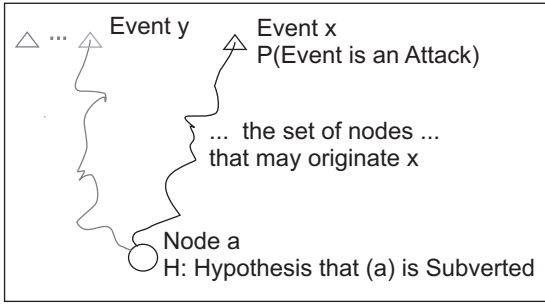 ... Event y
Event x
P(Event is an Attack)
... the set of nodes ...
that may originate x
Node a
H: Hypothesis that (a) is Subverted